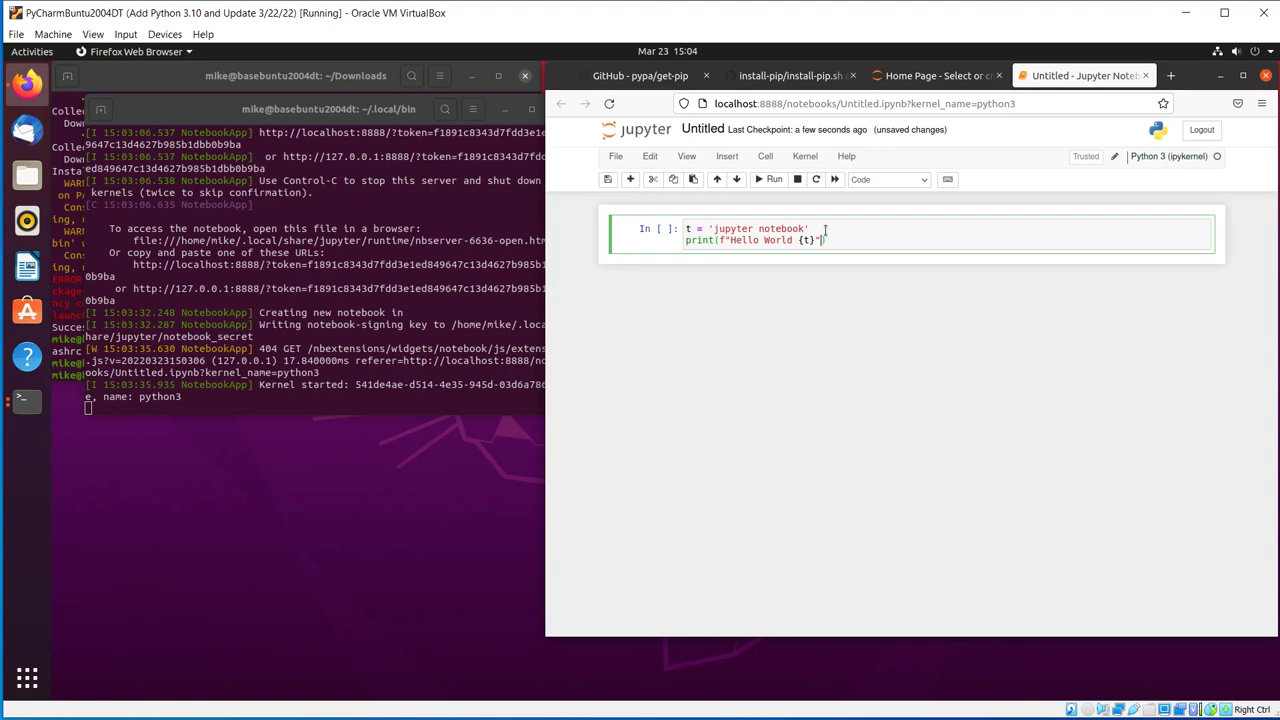 PyCharmBuntu2004DT (Add Python 3.10 and Update 3/22/22) [Running] - Oracle VM VirtualBox
File Machine View Input Devices Help
Activities Firefox Web Browser Mar 23 15:04
mike@basebuntu2004dt: ~/Downloads
mike@basebuntu2004dt: ~/.local/bin
Colle
[I 15:03:06.537 NotebookApp] http://localhost:8888/?token=f1891c8343d7fdd3e1e
9647c13d4627b985b1dbb0b9ba
[I 15:03:06.537 NotebookApp] or http://127.0.0.1:8888/?token=f1891c8343d7fdd3
ed849647c13d4627b985b1dbb0b9ba
[I 15:03:06.538 NotebookApp] Use Control-C to stop this server and shut down
kernels (twice to skip confirmation).
[C 15:03:06.635 NotebookApp]
To access the notebook, open this file in a browser:
file:///home/mike/.local/share/jupyter/runtime/nbserver-6636-open.htm
Or copy and paste one of these URLs:
http://localhost:8888/?token=f1891c8343d7fdd3e1ed849647c13d4627b985b1
0b9ba
or http://127.0.0.1:8888/?token=f1891c8343d7fdd3e1ed849647c13d4627b985b1
0b9ba
[I 15:03:32.248 NotebookApp] Creating new notebook in
[I 15:03:32.287 NotebookApp] Writing notebook-signing key to /home/mike/.loca
share/jupyter/notebook_secret
[W 15:03:35.630 NotebookApp] 404 GET /nbextensions/widgets/notebook/js/extens
.js?v=20220323150306 (127.0.0.1) 17.840000ms referer=http://localhost:8888/no
ooks/Untitled.ipynb?kernel_name=python3
[I 15:03:35.935 NotebookApp] Kernel started: 541de4ae-d514-4e35-945d-03d6a786
e, name: python3
GitHub - pypa/get-pip
install-pip/install-pip.sh
Home Page - Select or cr
Untitled - Jupyter Noteb
localhost:8888/notebooks/Untitled.ipynb?kernel_name=python3
jupyter Untitled Last Checkpoint: a few seconds ago (unsaved changes) Logout
File Edit View Insert Cell Kernel Help Trusted Python 3 (ipykernel)
Run Code
In [ ]: t = 'jupyter notebook'
print(f"Hello World {t}")
Right Ctrl